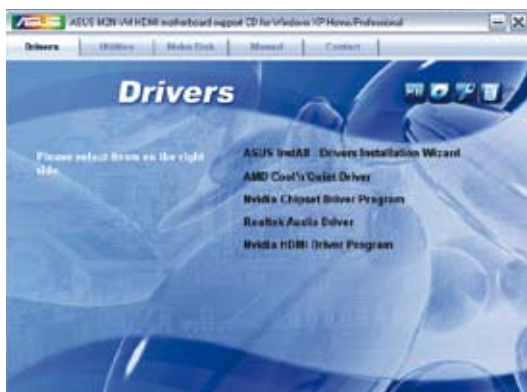 ASUS M2N-VM HDMI motherboard support CD for Windows XP Home/Professional
Drivers Utilities Make Disk Manual Contact
Drivers
Please select items on the right
side.
ASUS InstAll - Drivers Installation Wizard
AMD Cool'n'Quiet Driver
Nvidia Chipset Driver Program
Realtek Audio Driver
Nvidia HDMI Driver Program